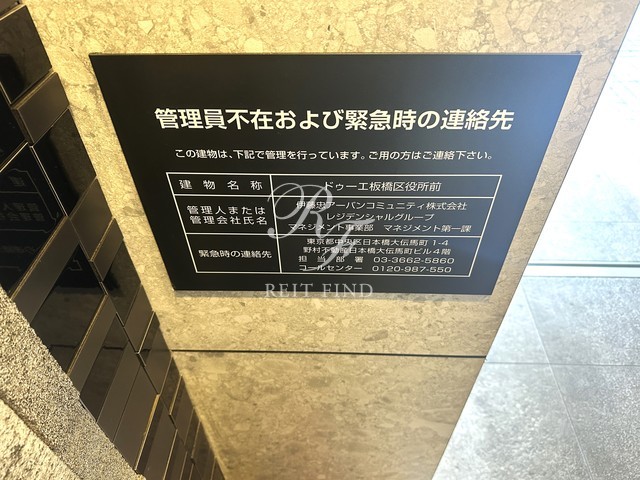 管理員不在および緊急時の連絡先
この建物は、下記で管理を行っています。ご用の方はご連絡下さい。
建物名称 ドゥーエ板橋区役所前
管理人または
管理会社氏名
伊藤忠アーバンコミュニティ株式会社
レジデンシャルグループ
マネジメント事業部 マネジメント第一課
緊急時の連絡先
東京都中央区日本橋大伝馬町 1-4
野村不動産日本橋大伝馬町ビル4階
担当部署 03-3662-5860
コールセンター 0120-987-550
REIT FIND